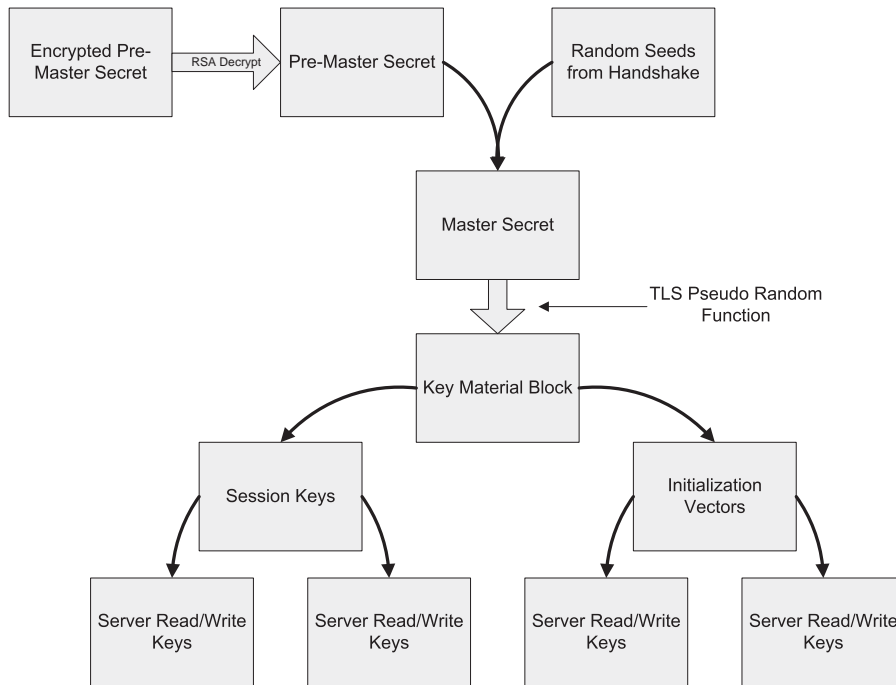 Encrypted Pre-
Master Secret
RSA Decrypt
Pre-Master Secret
Random Seeds
from Handshake
Master Secret
TLS Pseudo Random
Function
Key Material Block
Session Keys
Initialization
Vectors
Server Read/Write
Keys
Server Read/Write
Keys
Server Read/Write
Keys
Server Read/Write
Keys